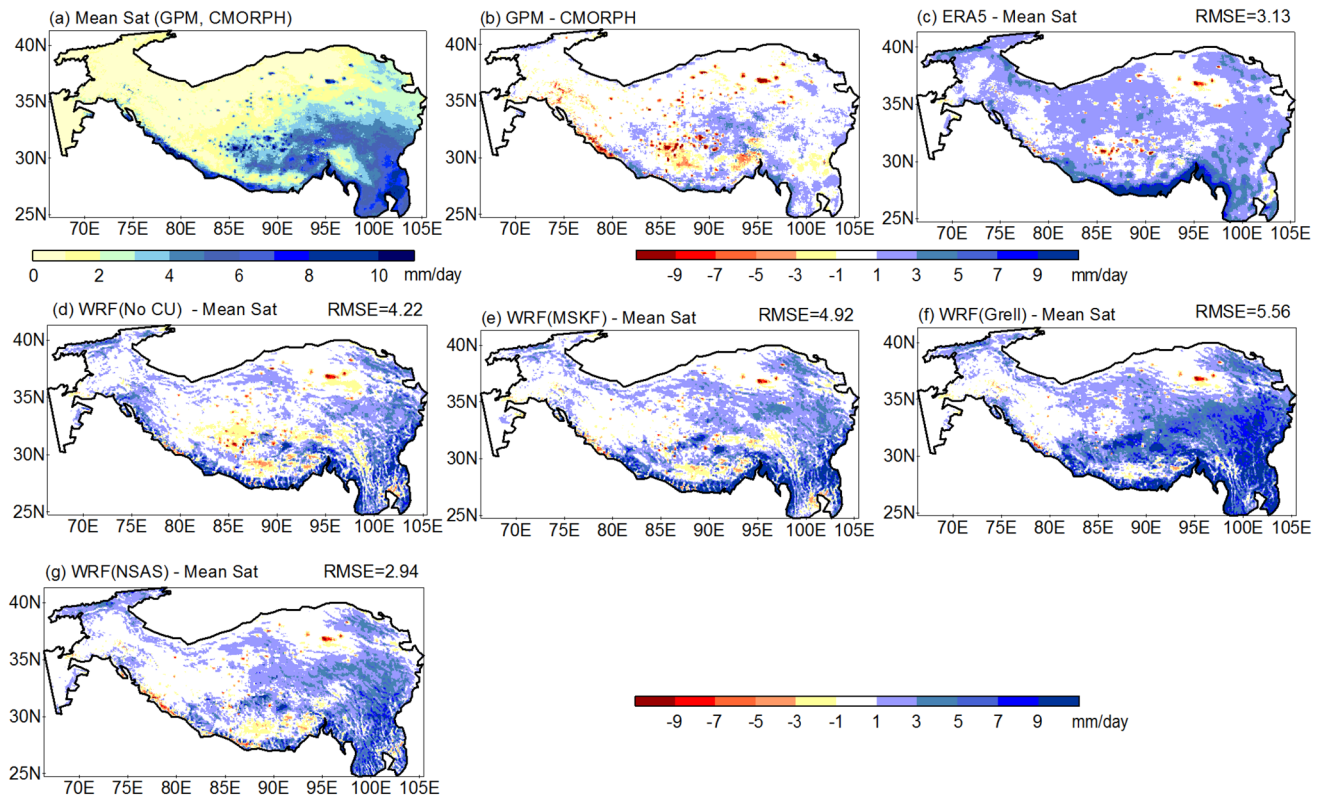 (a) Mean Sat (GPM, CMORPH)
(b) GPM - CMORPH
(c) ERA5 - Mean Sat RMSE=3.13
40N
35N
30N
25N
70E 75E 80E 85E 90E 95E 100E 105E
40N
35N
30N
25N
70E 75E 80E 85E 90E 95E 100E 105E
40N
35N
30N
25N
70E 75E 80E 85E 90E 95E 100E 105E
0 2 4 6 8 10 mm/day
-9 -7 -5 -3 -1 1 3 5 7 9 mm/day
(d) WRF(No CU) - Mean Sat RMSE=4.22
(e) WRF(MSKF) - Mean Sat RMSE=4.92
(f) WRF(Grell) - Mean Sat RMSE=5.56
40N
35N
30N
25N
70E 75E 80E 85E 90E 95E 100E 105E
40N
35N
30N
25N
70E 75E 80E 85E 90E 95E 100E 105E
40N
35N
30N
25N
70E 75E 80E 85E 90E 95E 100E 105E
(g) WRF(NSAS) - Mean Sat RMSE=2.94
40N
35N
30N
25N
70E 75E 80E 85E 90E 95E 100E 105E
-9 -7 -5 -3 -1 1 3 5 7 9 mm/day